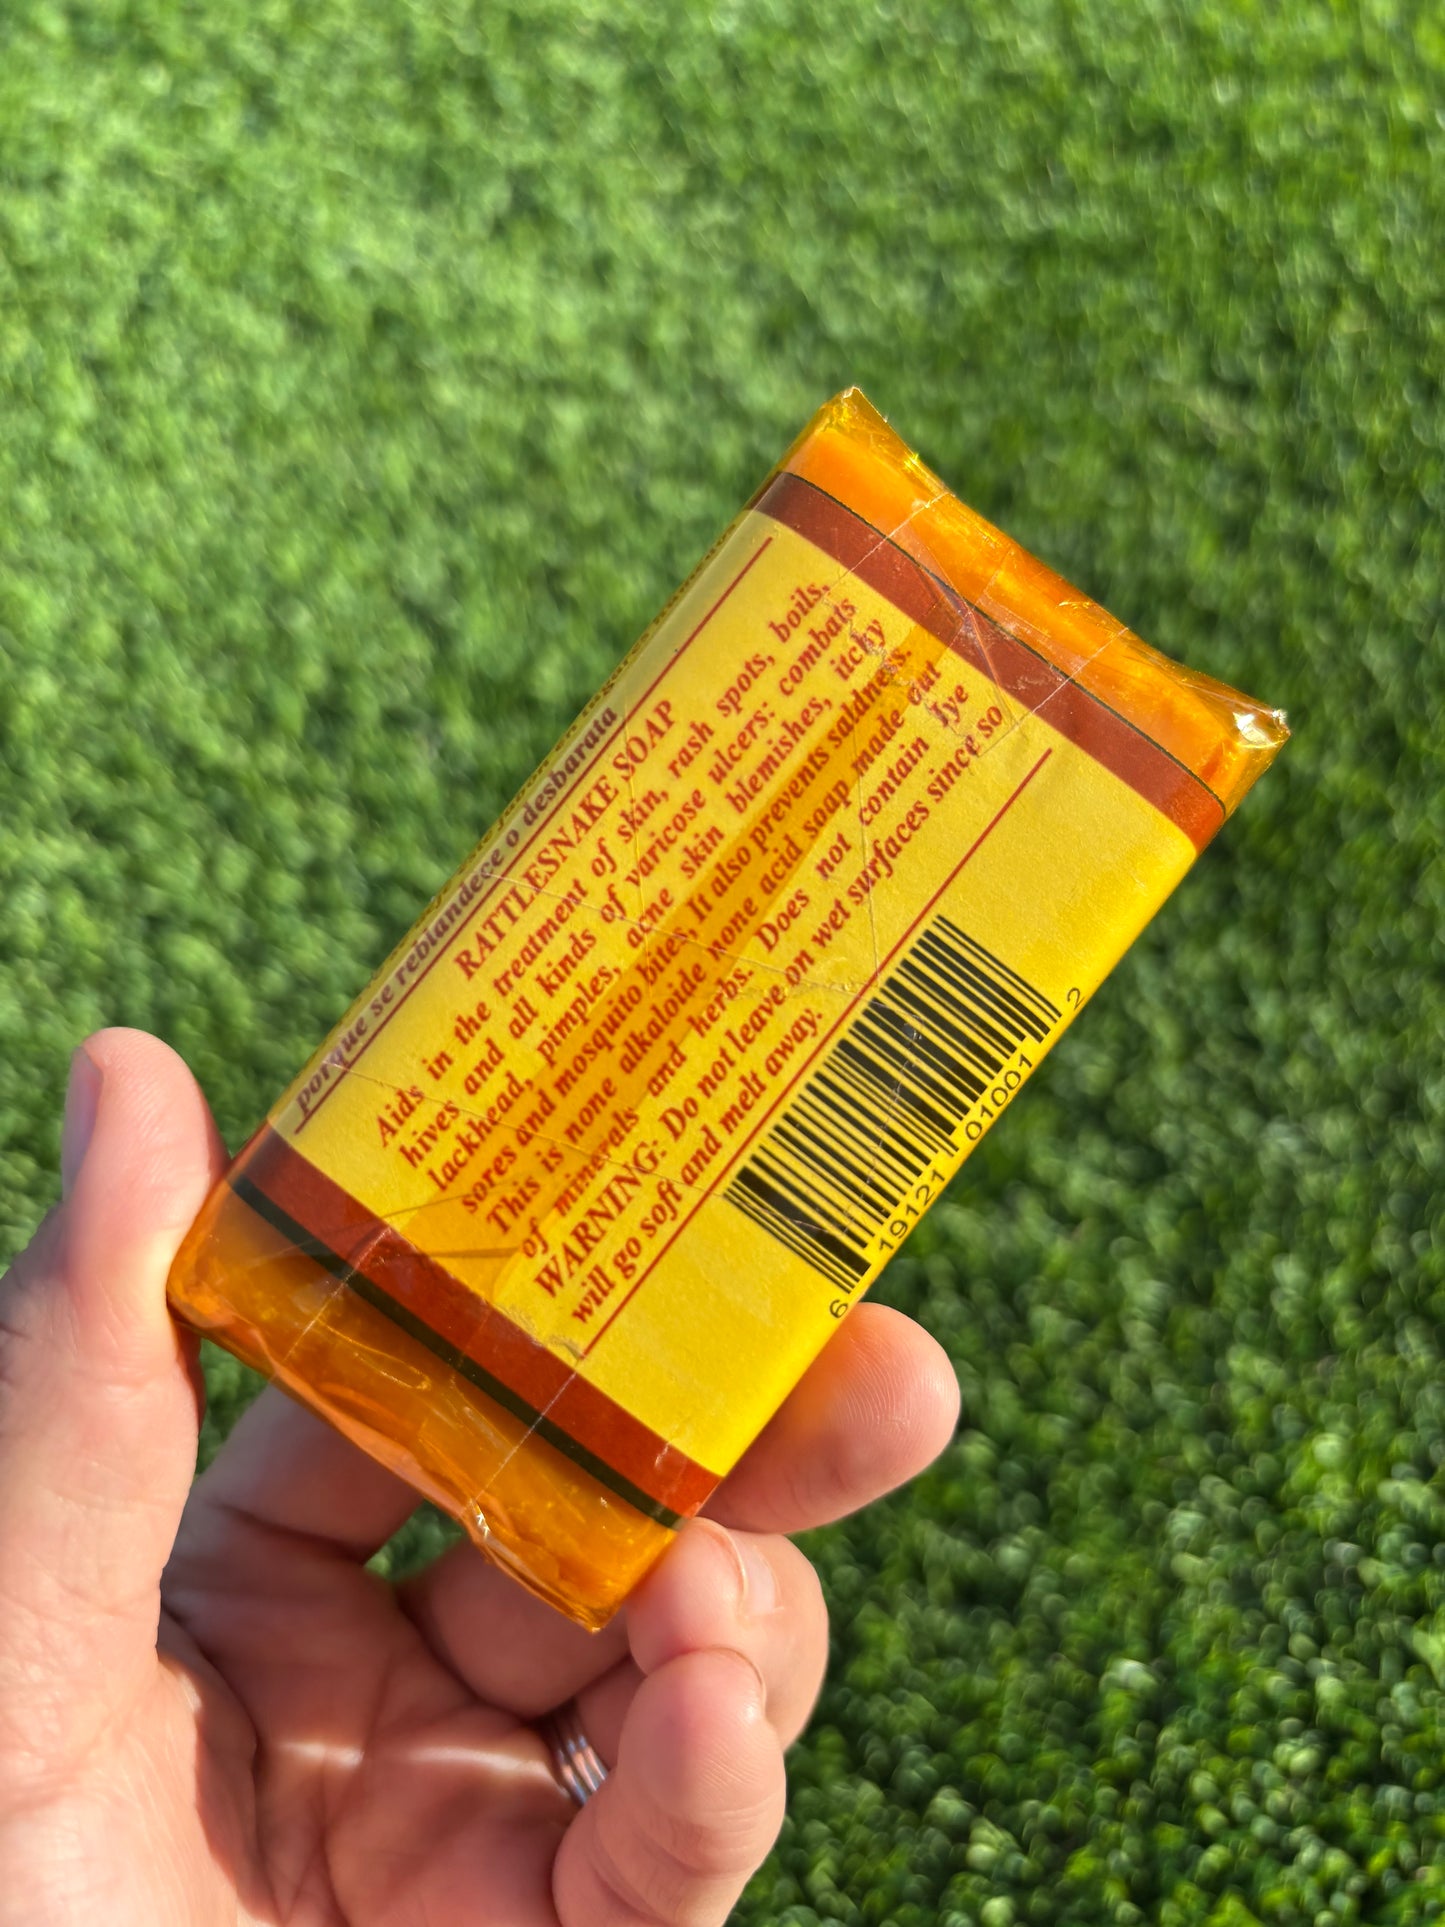 porque se reblandece o desbarata
RATTLESNAKE SOAP
Aids in the treatment of skin, rash spots, boils,
hives and all kinds of varicose ulcers: combats
lackhead, pimples, acne skin blemishes, itchy
sores and mosquito bites, It also prevents saldness.
This is none alkaloide none acid soap made out
of minerals and herbs. Does not contain lye
WARNING: Do not leave on wet surfaces since so
will go soft and melt away.
6 19121 01001 2